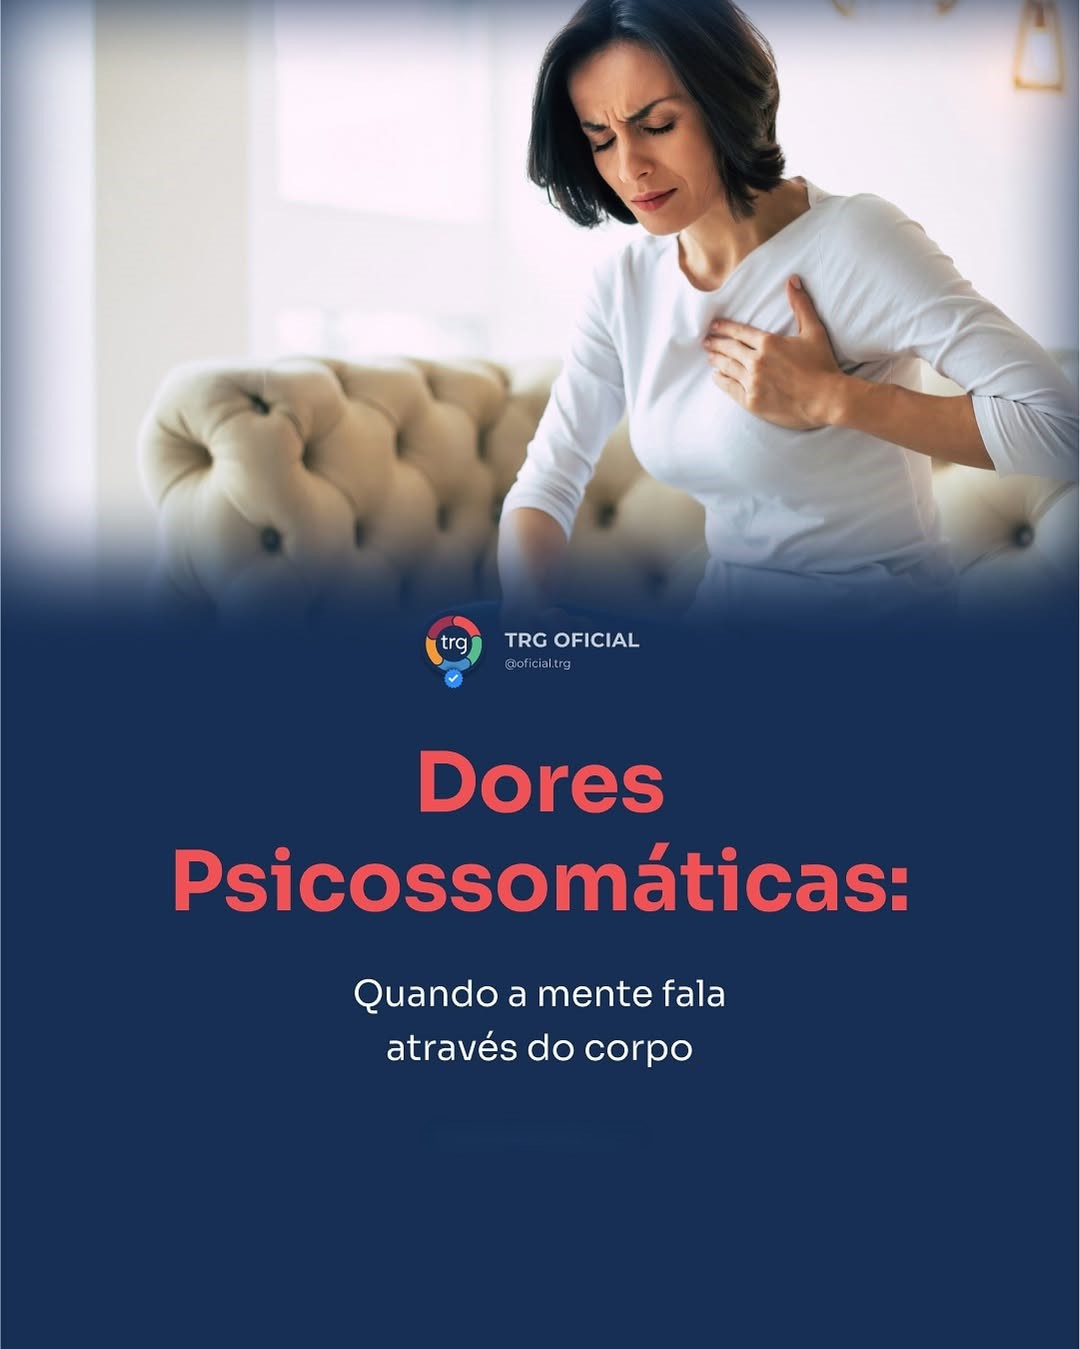 trg
TRG OFICIAL
@oficial.trg
Dores
Psicossomáticas:
Quando a mente fala
através do corpo